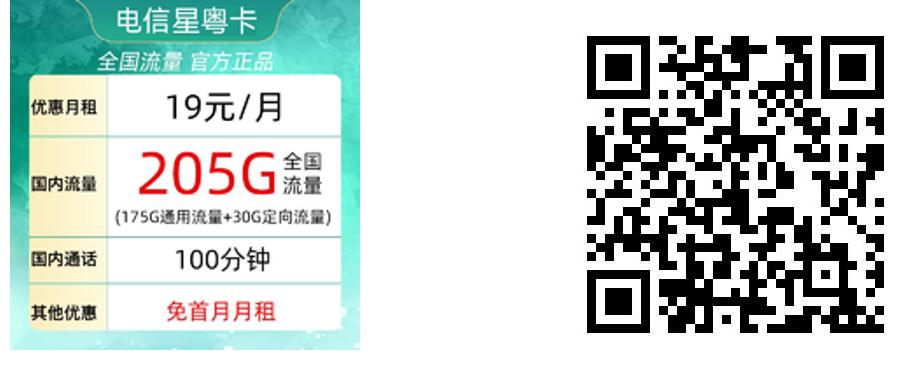 电信星粤卡
全国流量 官方正品
优惠月租
19元/月
国内流量
205G 全国流量
(175G通用流量+30G定向流量)
国内通话
100分钟
其他优惠
免首月月租